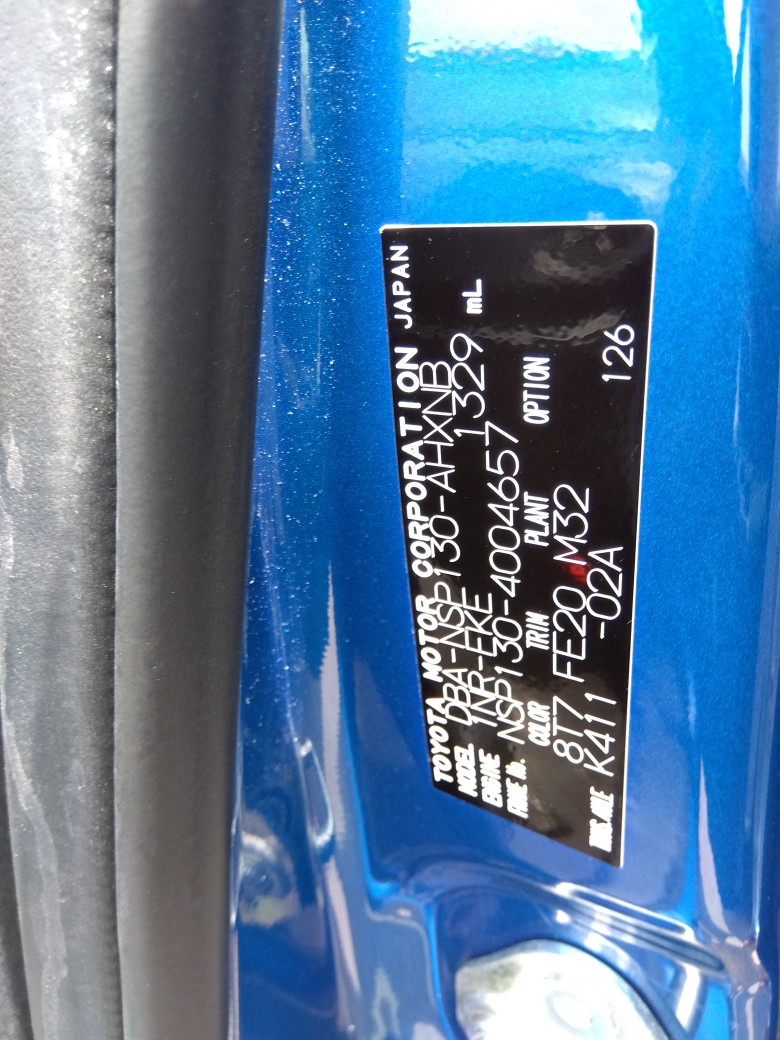 TOYOTA MOTOR CORPORATION JAPAN
MODEL DBA-NSP130-AHXNB
ENGINE 1NR-FKE 1329 mL
FRAME No. NSP130-4004657
COLOR TRIM PLANT OPTION
8T7 FE20 M32 126
TRANS./AXLE K411 -02A